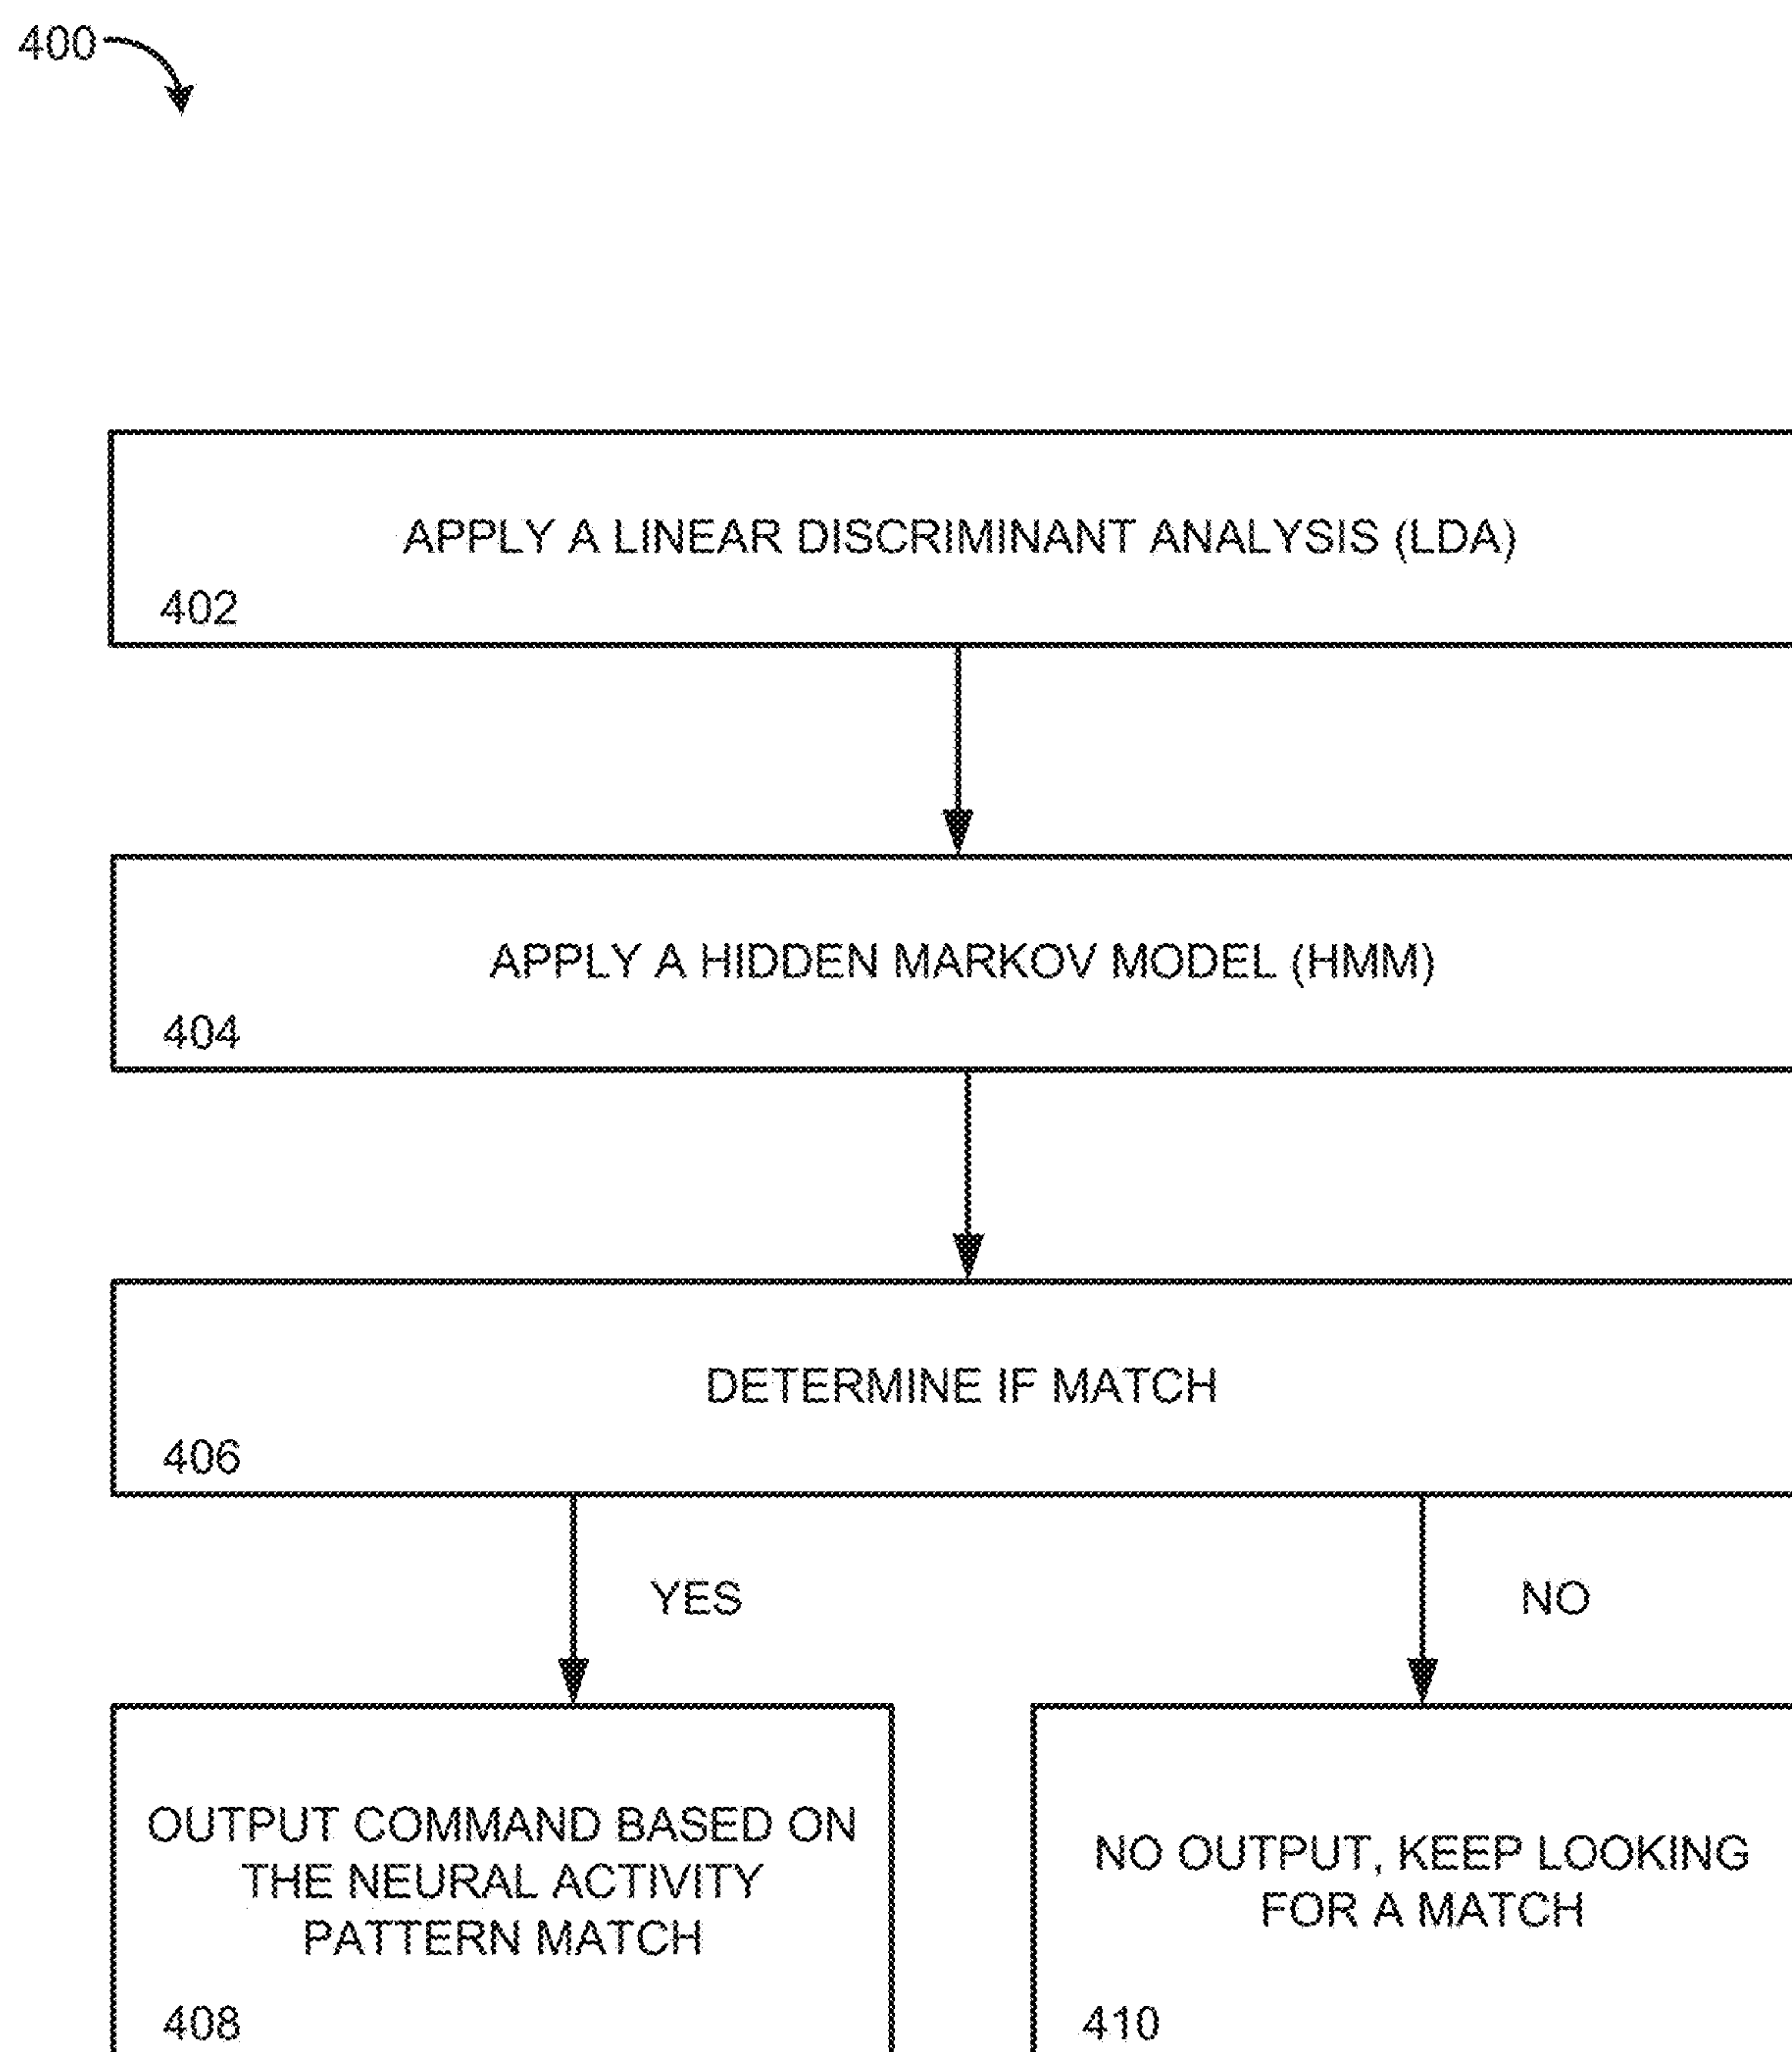 400
APPLY A LINEAR DISCRIMINANT ANALYSIS (LDA)
402
APPLY A HIDDEN MARKOV MODEL (HMM)
404
DETERMINE IF MATCH
406
YES
NO
OUTPUT COMMAND BASED ON
THE NEURAL ACTIVITY
PATTERN MATCH
408
NO OUTPUT, KEEP LOOKING
FOR A MATCH
410